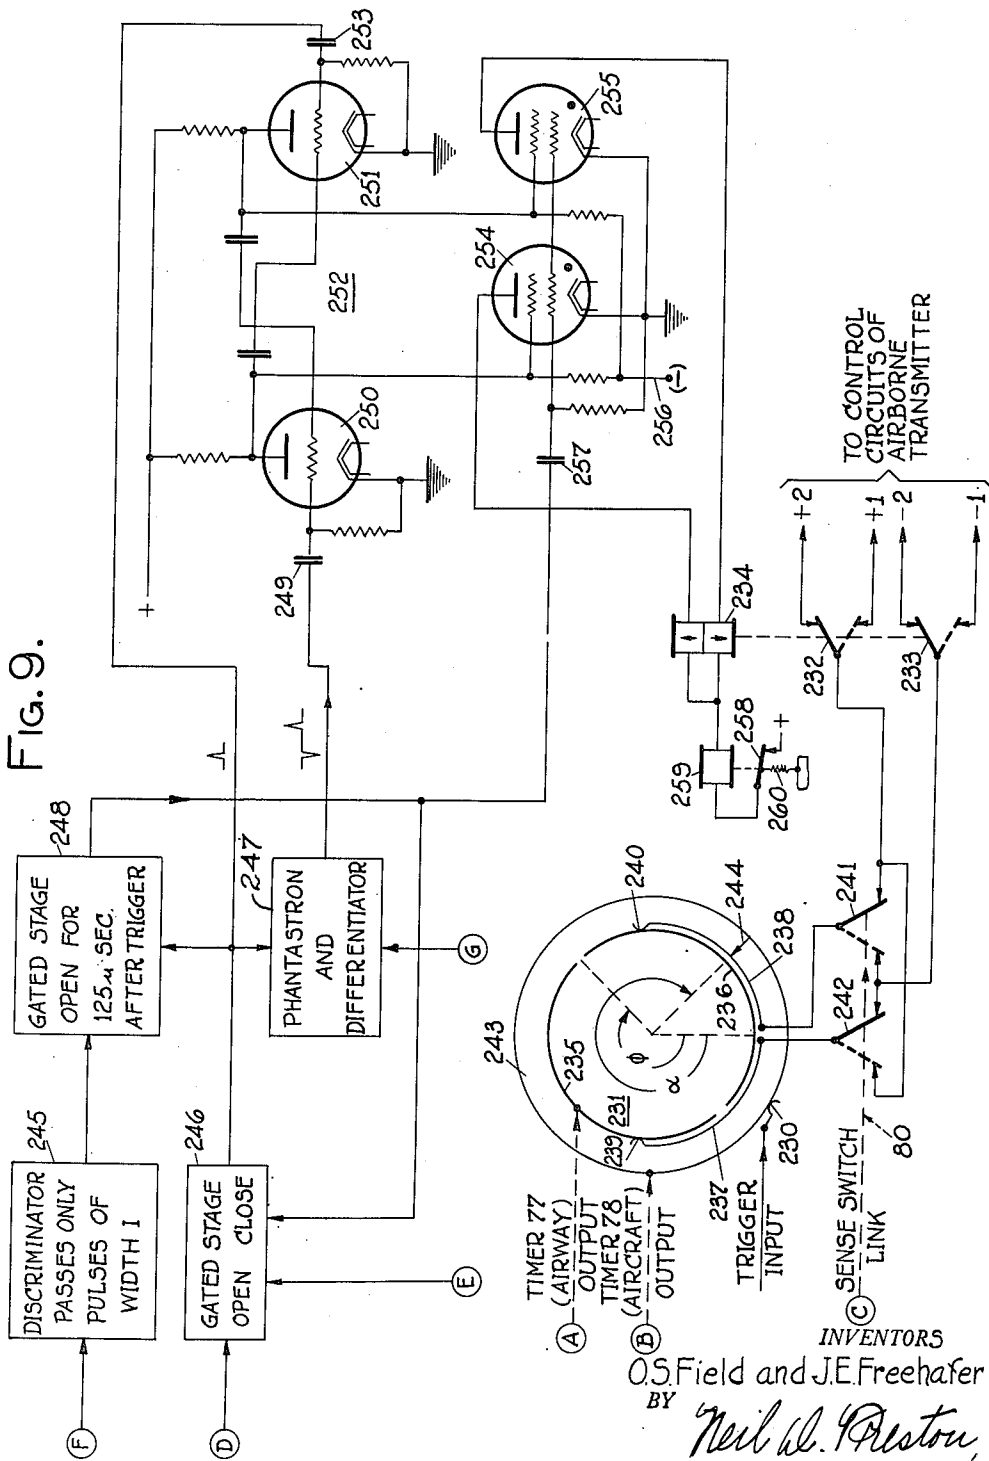 FIG. 9.
F
DISCRIMINATOR
PASSES ONLY
PULSES OF
WIDTH I
245
GATED STAGE
OPEN FOR
125μ SEC.
AFTER TRIGGER
248
D
GATED STAGE
OPEN CLOSE
246
E
PHANTASTRON
AND
DIFFERENTIATOR
247
G
+
249
250
251
252
253
254
255
256
(−)
257
234
258
+
259
260
TO CONTROL
CIRCUITS OF
AIRBORNE
TRANSMITTER
+2
+1
−2
−1
232
233
240
244
238
236
243
235
231
239
237
230
Φ
α
241
242
80
TIMER 77
(AIRWAY)
OUTPUT
A
TIMER 78
(AIRCRAFT)
OUTPUT
B
TRIGGER
INPUT
SENSE SWITCH
LINK
C
INVENTORS
O.S. Field and J.E. Freehafer
BY
Neil W. Preston,